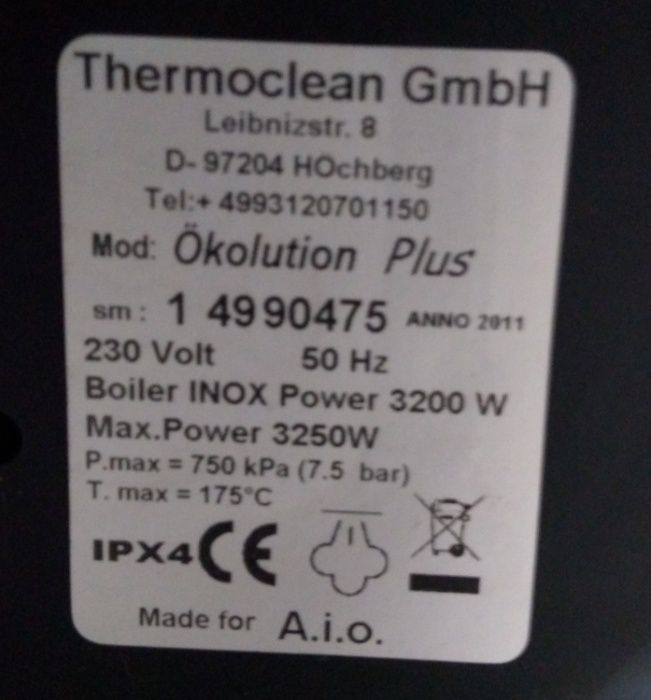 Thermoclean GmbH
Leibnizstr. 8
D- 97204 HOchberg
Tel:+ 4993120701150
Mod: Ökolution Plus
sm : 1 4990475 ANNO 2011
230 Volt 50 Hz
Boiler INOX Power 3200 W
Max.Power 3250W
P.max = 750 kPa (7.5 bar)
T. max = 175°C
IPX4 CE
Made for A.i.o.